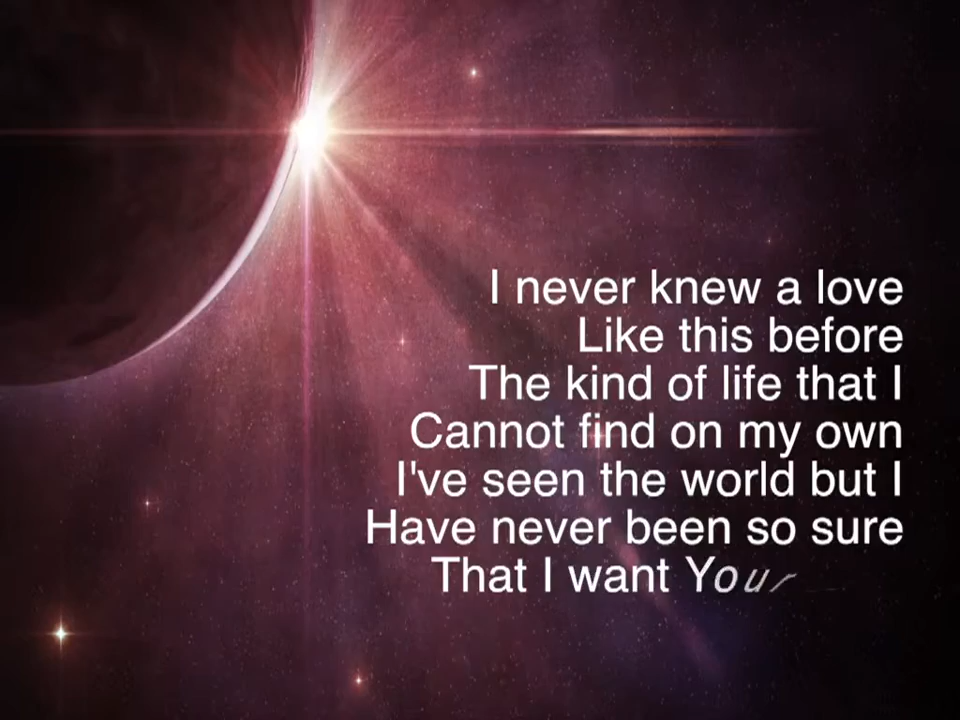 I never knew a love
Like this before
The kind of life that I
Cannot find on my own
I've seen the world but I
Have never been so sure
That I want Your